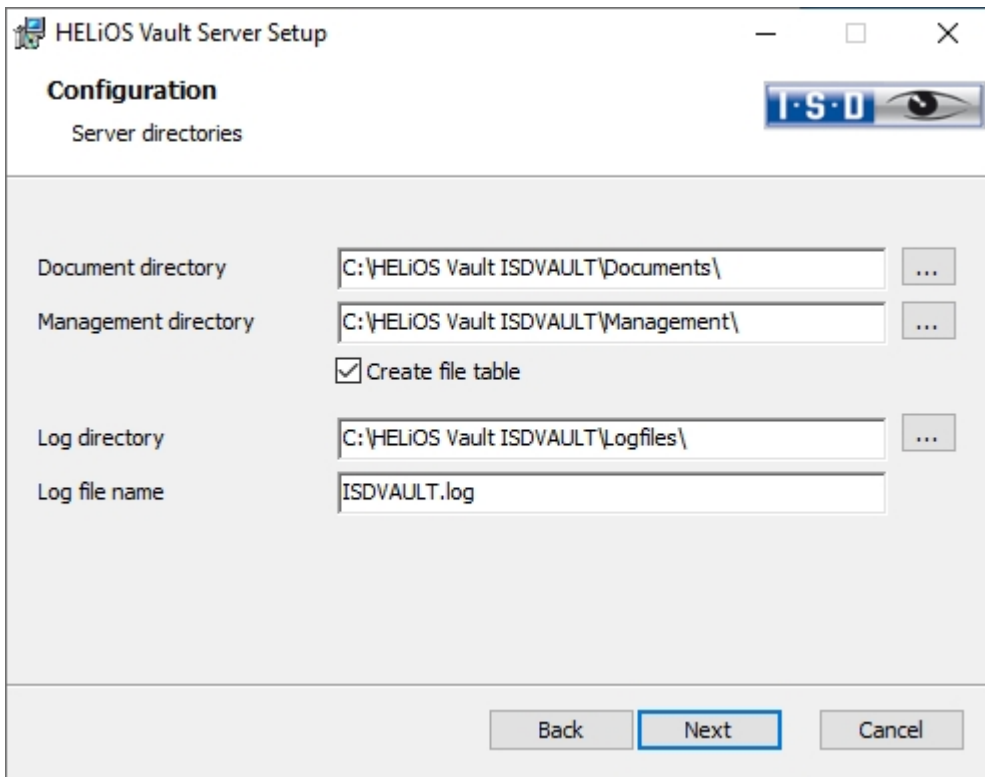 HELiOS Vault Server Setup
Configuration
I·S·D
Server directories
Document directory C:\HELiOS Vault ISDVAULT\Documents\ ...
Management directory C:\HELiOS Vault ISDVAULT\Management\ ...
Create file table
Log directory C:\HELiOS Vault ISDVAULT\Logfiles\ ...
Log file name ISDVAULT.log
Back Next Cancel